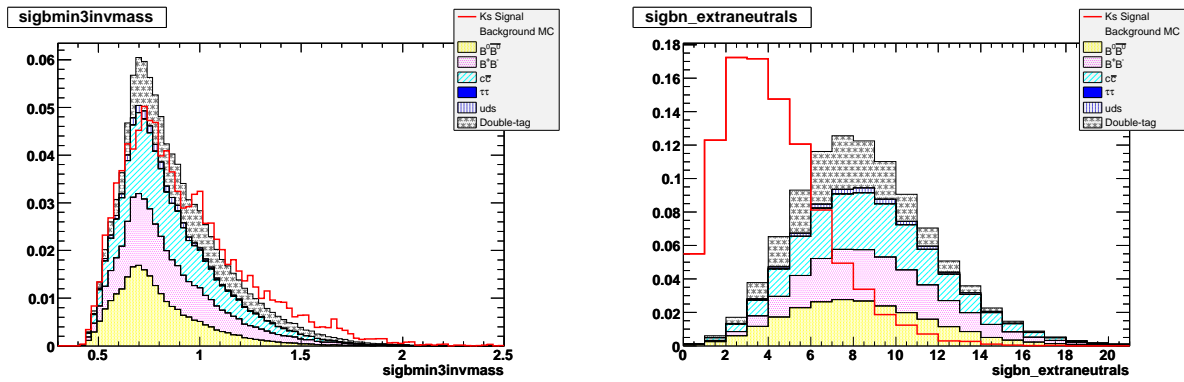 sigbmin3invmass
Ks Signal
Background MC
B⁰B̅⁰
B⁺B⁻
cc̅
ττ
uds
Double-tag
0.06
0.05
0.04
0.03
0.02
0.01
0
0.5
1
1.5
2
2.5
sigbmin3invmass
sigbn_extraneutrals
Ks Signal
Background MC
B⁰B̅⁰
B⁺B⁻
cc̅
ττ
uds
Double-tag
0.18
0.16
0.14
0.12
0.1
0.08
0.06
0.04
0.02
0
0 2 4 6 8 10 12 14 16 18 20
sigbn_extraneutrals